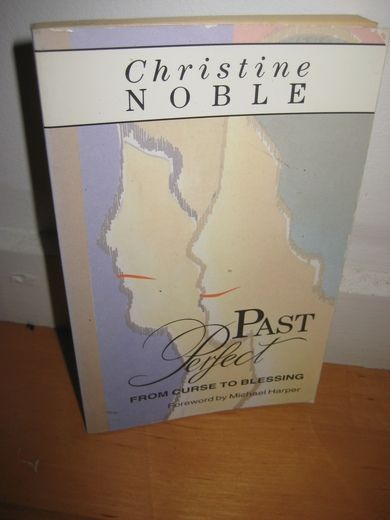 Christine
NOBLE
PAST
Perfect
FROM CURSE TO BLESSING
Foreword by Michael Harper